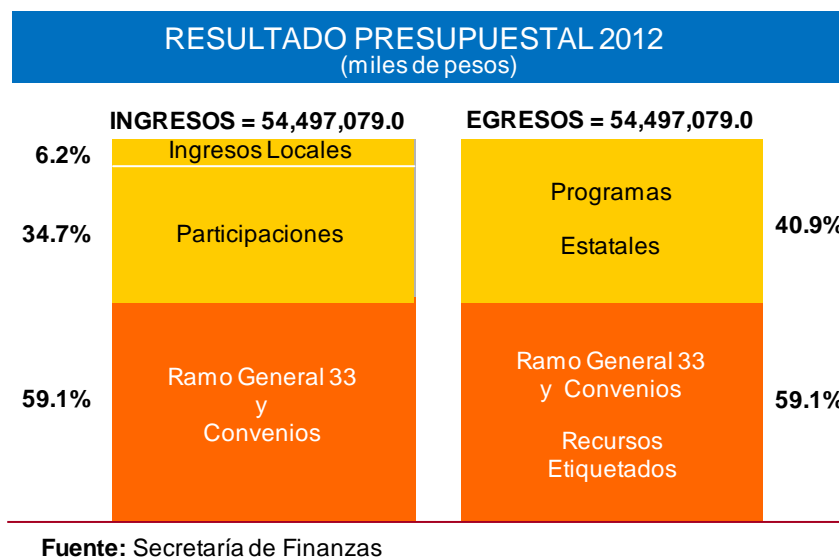 RESULTADO PRESUPUESTAL 2012
(miles de pesos)
INGRESOS = 54,497,079.0
EGRESOS = 54,497,079.0
6.2%
Ingresos Locales
34.7%
Participaciones
Programas
Estatales
40.9%
59.1%
Ramo General 33
y
Convenios
Ramo General 33
y Convenios
Recursos
Etiquetados
59.1%
Fuente: Secretaría de Finanzas